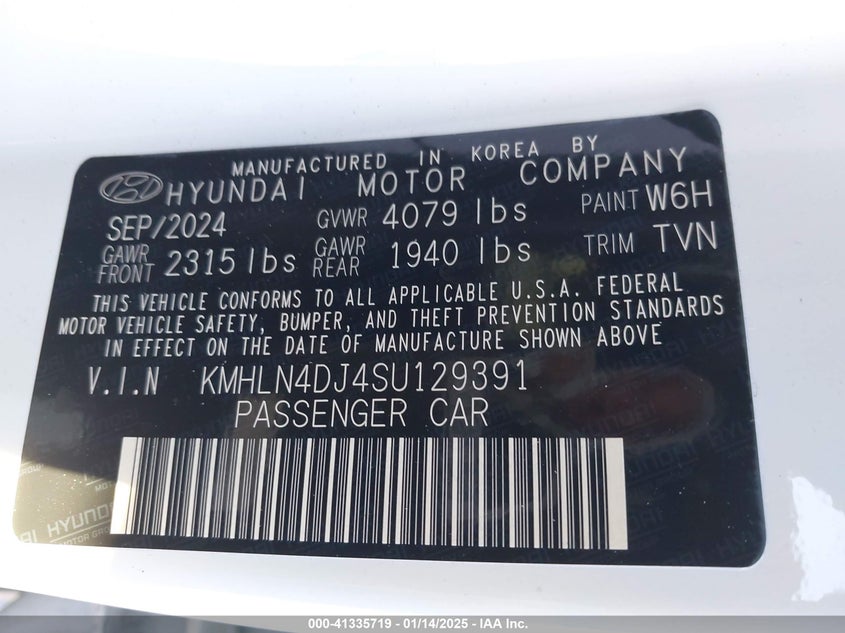 MANUFACTURED IN KOREA BY
HYUNDAI MOTOR COMPANY
SEP/2024 GVWR 4079 lbs PAINT W6H
GAWR FRONT 2315 lbs GAWR REAR 1940 lbs TRIM TVN
THIS VEHICLE CONFORMS TO ALL APPLICABLE U.S.A. FEDERAL
MOTOR VEHICLE SAFETY, BUMPER, AND THEFT PREVENTION STANDARDS
IN EFFECT ON THE DATE OF MANUFACTURE SHOWN ABOVE
V.I.N KMHLN4DJ4SU129391
PASSENGER CAR
000-41335719 - 01/14/2025 - IAA Inc.